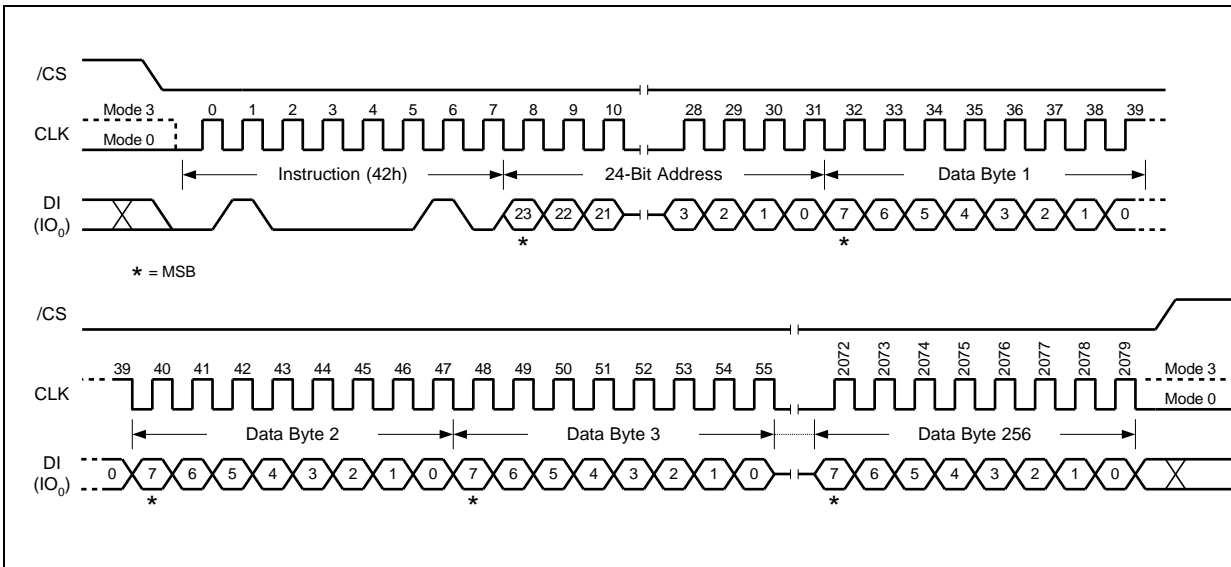 /CS
Mode 3 0 1 2 3 4 5 6 7 8 9 10 28 29 30 31 32 33 34 35 36 37 38 39
CLK
Mode 0
Instruction (42h) 24-Bit Address Data Byte 1
DI
(IO0)
23 22 21 3 2 1 0 7 6 5 4 3 2 1 0
* *
* = MSB
/CS
39 40 41 42 43 44 45 46 47 48 49 50 51 52 53 54 55 2072 2073 2074 2075 2076 2077 2078 2079 Mode 3
CLK
Mode 0
Data Byte 2 Data Byte 3 Data Byte 256
DI
(IO0)
0 7 6 5 4 3 2 1 0 7 6 5 4 3 2 1 0 7 6 5 4 3 2 1 0
* * *